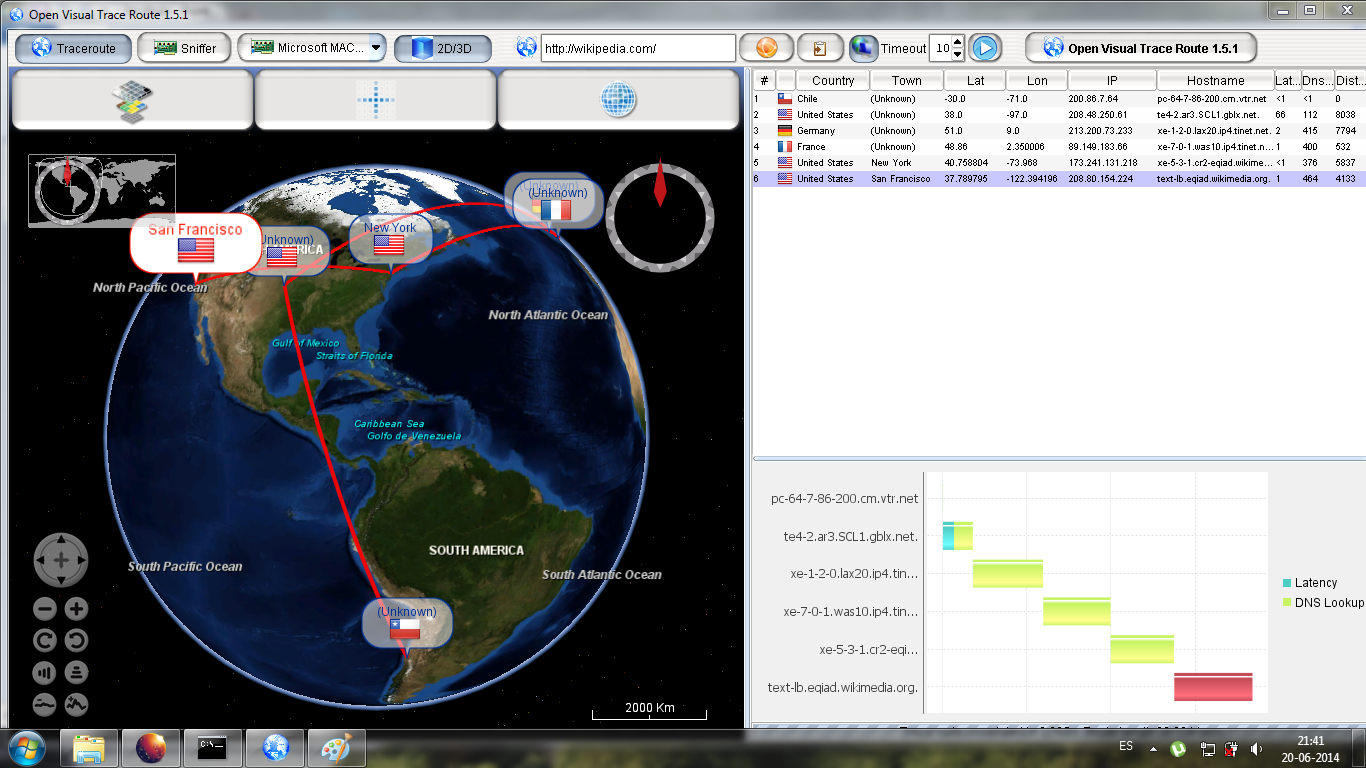 Open Visual Trace Route 1.5.1
Traceroute Sniffer Microsoft MAC... 2D/3D http://wikipedia.com/ Timeout 10 Open Visual Trace Route 1.5.1
San Francisco
(Unknown)
New York
(Unknown)
(Unknown)
North Pacific Ocean
North Atlantic Ocean
Gulf of Mexico
Straits of Florida
Caribbean Sea
Golfo de Venezuela
SOUTH AMERICA
South Pacific Ocean
South Atlantic Ocean
(Unknown)
2000 Km
# Country Town Lat Lon IP Hostname Lat... Dns... Dist...
1 Chile (Unknown) -30.0 -71.0 200.86.7.64 pc-64-7-86-200.cm.vtr.net <1 <1 0
2 United States (Unknown) 38.0 -97.0 208.48.250.61 te4-2.ar3.SCL1.gblx.net. 66 112 8038
3 Germany (Unknown) 51.0 9.0 213.200.73.233 xe-1-2-0.lax20.ip4.tinet.net. 2 415 7794
4 France (Unknown) 48.86 2.350006 89.149.183.66 xe-7-0-1.was10.ip4.tinet.n... 1 400 532
5 United States New York 40.758804 -73.968 173.241.131.218 xe-5-3-1.cr2-eqiad.wikime... <1 376 5837
6 United States San Francisco 37.789795 -122.394196 208.80.154.224 text-lb.eqiad.wikimedia.org. 1 464 4133
pc-64-7-86-200.cm.vtr.net
te4-2.ar3.SCL1.gblx.net.
xe-1-2-0.lax20.ip4.tin...
xe-7-0-1.was10.ip4.tin...
xe-5-3-1.cr2-eqi...
text-lb.eqiad.wikimedia.org.
Latency
DNS Lookup
ES
21:41
20-06-2014